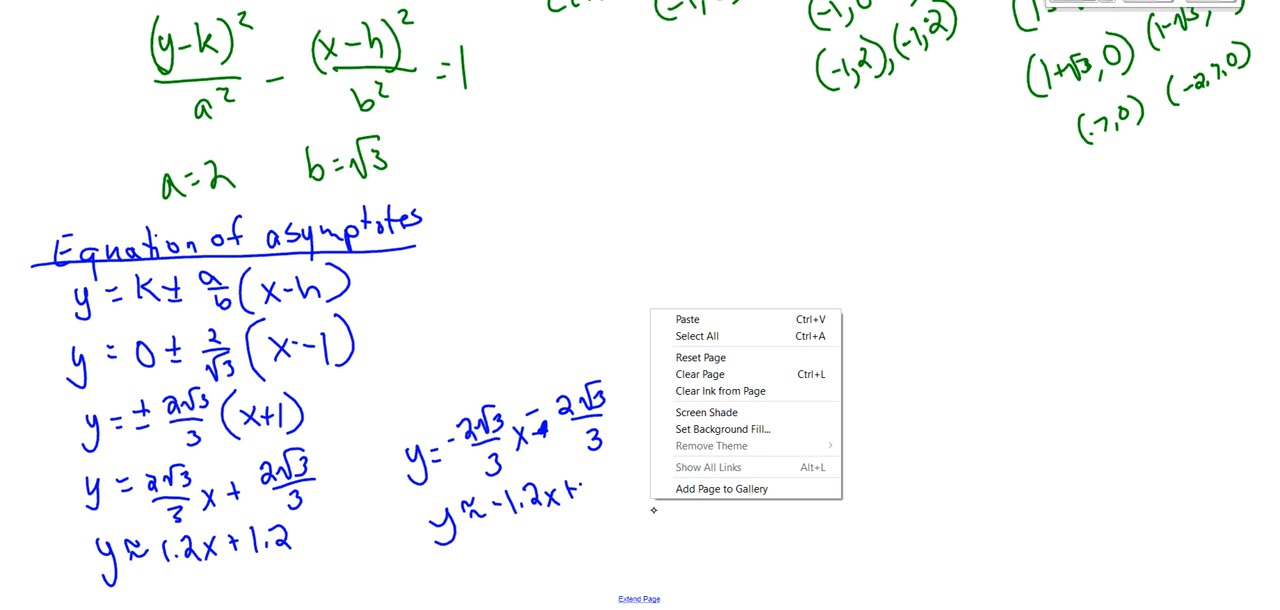 (y-k)²/a² - (x-h)²/b² = 1
(-1,0
(-1,2),(-1,-2)
(1+√3,0) (1-√3,
(.7,0) (-2.7,0)
a=2 b=√3
Equation of asymptotes
y = k ± a/b (x-h)
y = 0 ± 2/√3 (x--1)
y = ± 2√3/3 (x+1)
y = 2√3/3 x + 2√3/3
y ≈ 1.2x + 1.2
y = -2√3/3 x - 2√3/3
y ≈ -1.2x+
Paste Ctrl+V
Select All Ctrl+A
Reset Page
Clear Page Ctrl+L
Clear Ink from Page
Screen Shade
Set Background Fill...
Remove Theme
Show All Links Alt+L
Add Page to Gallery
Extend Page